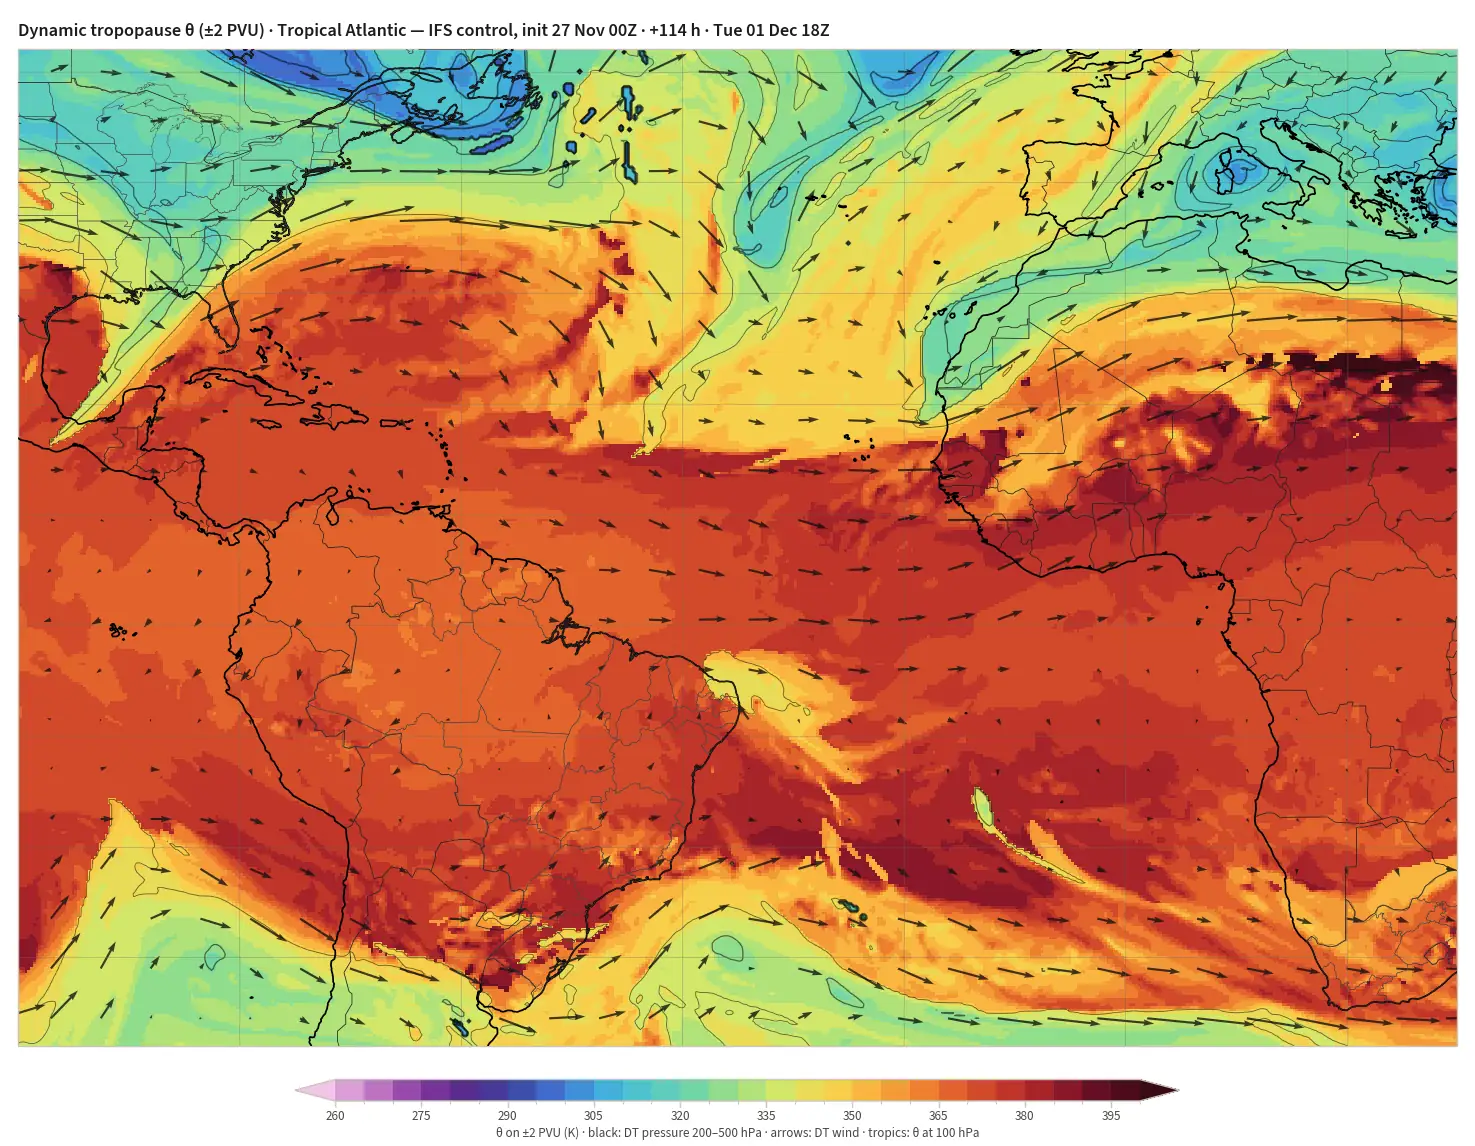 Dynamic tropopause θ (±2 PVU) · Tropical Atlantic — IFS control, init 27 Nov 00Z · +114 h · Tue 01 Dec 18Z
260 275 290 305 320 335 350 365 380 395
θ on ±2 PVU (K) · black: DT pressure 200–500 hPa · arrows: DT wind · tropics: θ at 100 hPa